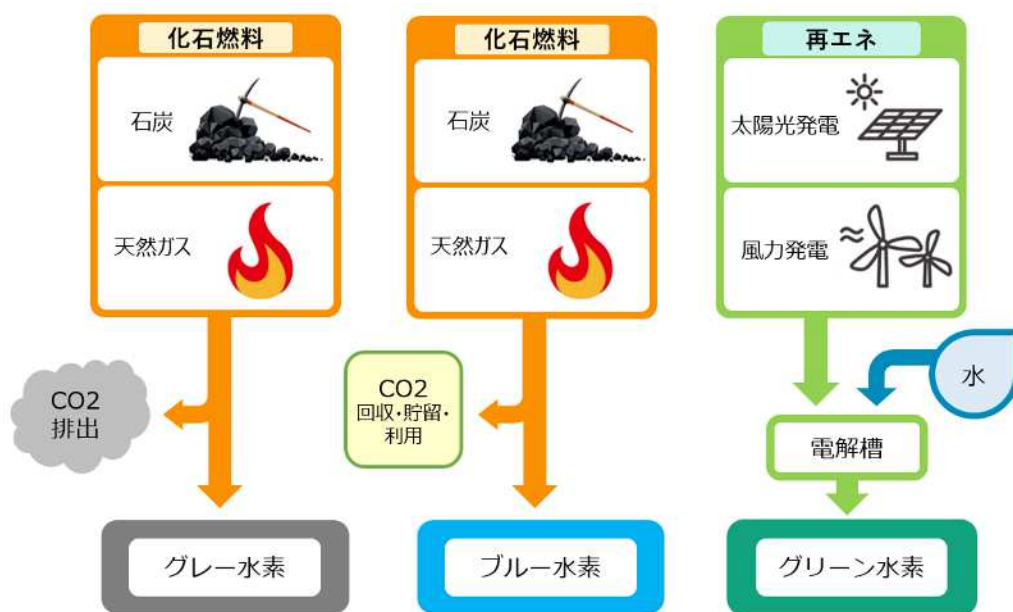 化石燃料
石炭
天然ガス
CO2
排出
グレー水素
化石燃料
石炭
天然ガス
CO2
回収・貯留・
利用
ブルー水素
再エネ
太陽光発電
風力発電
水
電解槽
グリーン水素